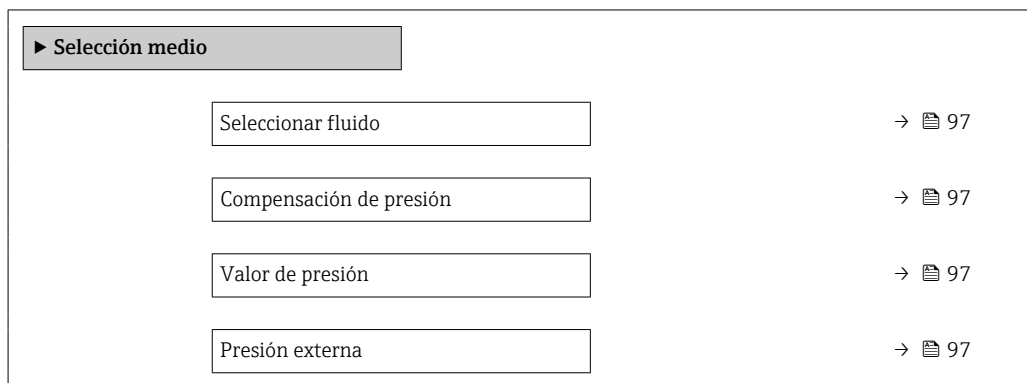 ▶ Selección medio
Seleccionar fluido → 97
Compensación de presión → 97
Valor de presión → 97
Presión externa → 97